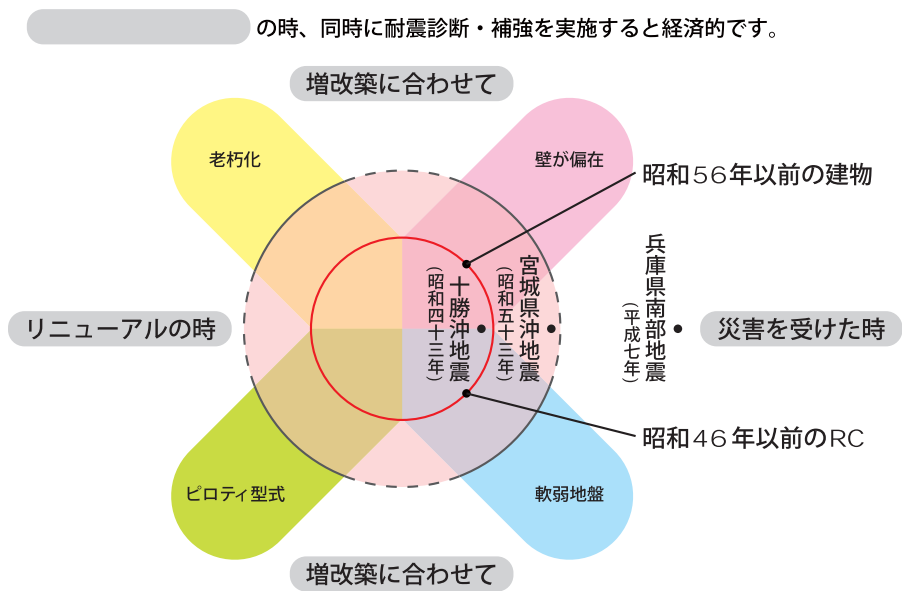 の時、同時に耐震診断・補強を実施すると経済的です。
増改築に合わせて
老朽化
壁が偏在
昭和56年以前の建物
兵庫県南部地震
(平成七年)
宮城県沖地震
(昭和五十三年)
十勝沖地震
(昭和四十三年)
リニューアルの時
災害を受けた時
昭和46年以前のRC
ピロティ型式
軟弱地盤
増改築に合わせて